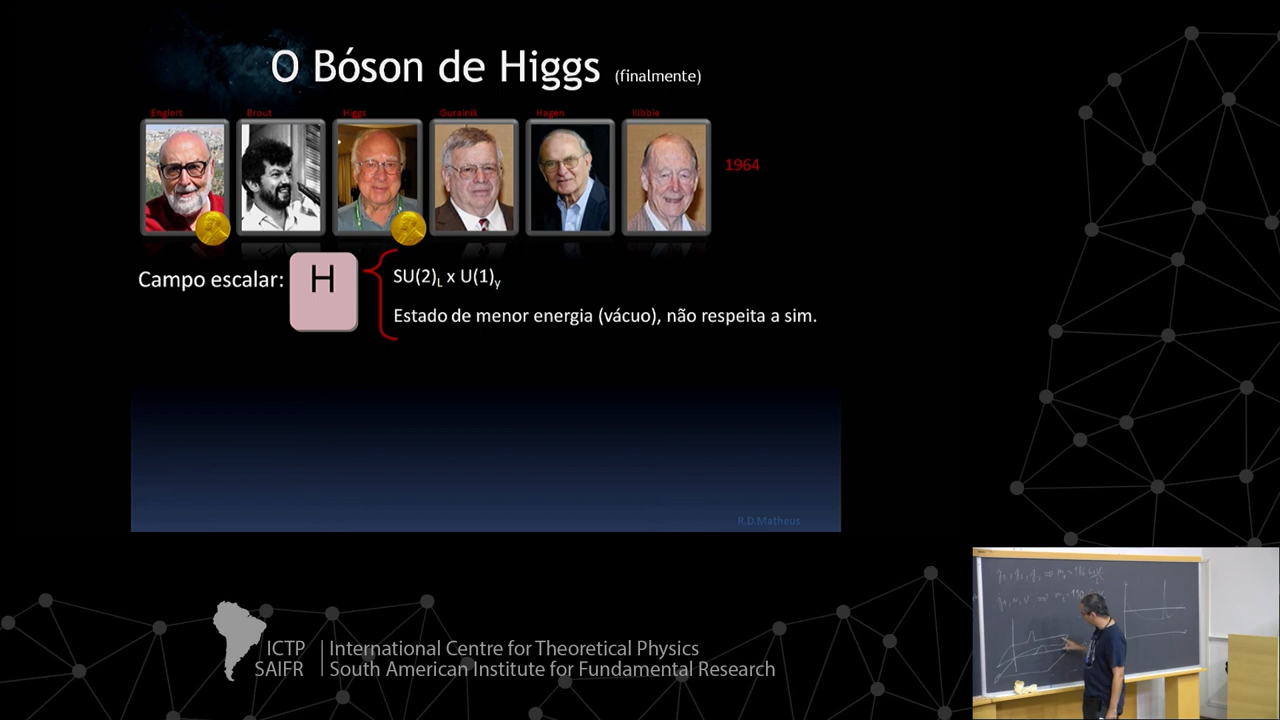 O Bóson de Higgs (finalmente)
Englert Brout Higgs Guralnik Hagen Kibble
1964
Campo escalar: H
SU(2)L x U(1)y
Estado de menor energia (vácuo), não respeita a sim.
R.D.Matheus
ICTP | International Centre for Theoretical Physics
SAIFR | South American Institute for Fundamental Research